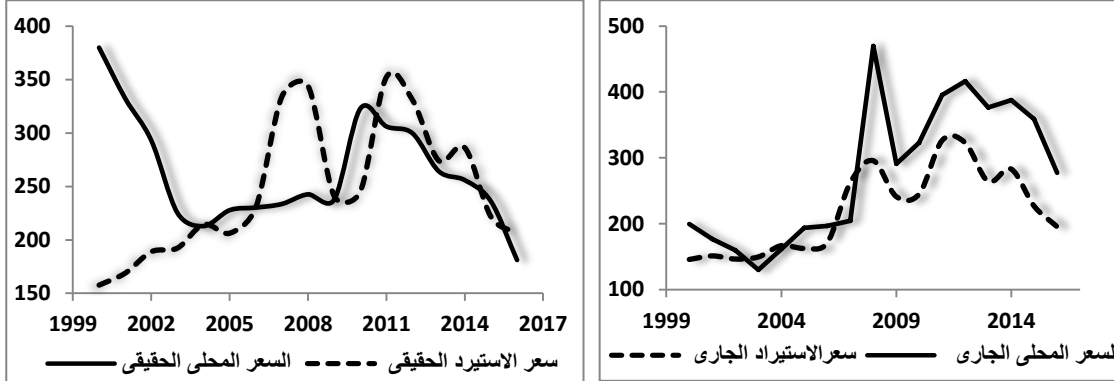 400
350
300
250
200
150
1999 2002 2005 2008 2011 2014 2017
السعر المحلى الحقيقى
سعر الاستيرد الحقيقى
500
400
300
200
100
1999 2004 2009 2014
سعرالاستيراد الجارى
السعر المحلى الجارى